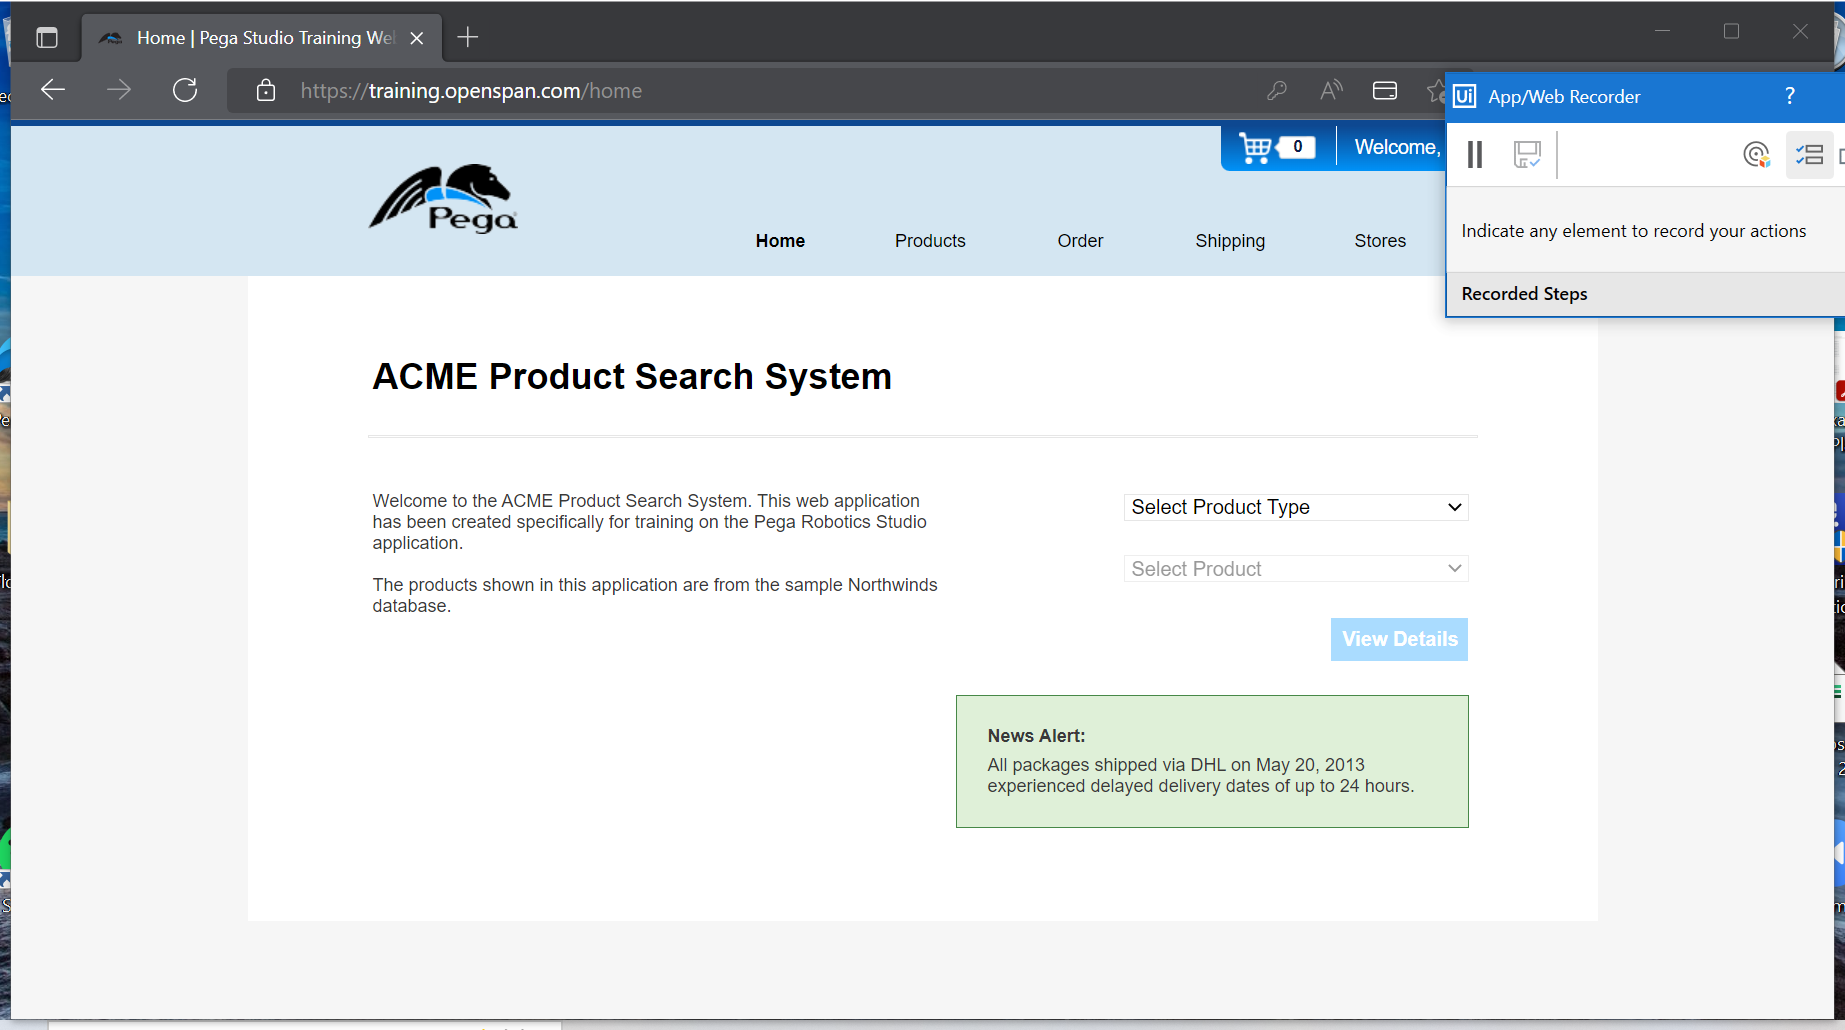 Home | Pega Studio Training We
https://training.openspan.com/home
App/Web Recorder
?
0
Welcome,
Pega
Home
Products
Order
Shipping
Stores
Indicate any element to record your actions
Recorded Steps
ACME Product Search System
Welcome to the ACME Product Search System. This web application
has been created specifically for training on the Pega Robotics Studio
application.
The products shown in this application are from the sample Northwinds
database.
Select Product Type
Select Product
View Details
News Alert:
All packages shipped via DHL on May 20, 2013
experienced delayed delivery dates of up to 24 hours.